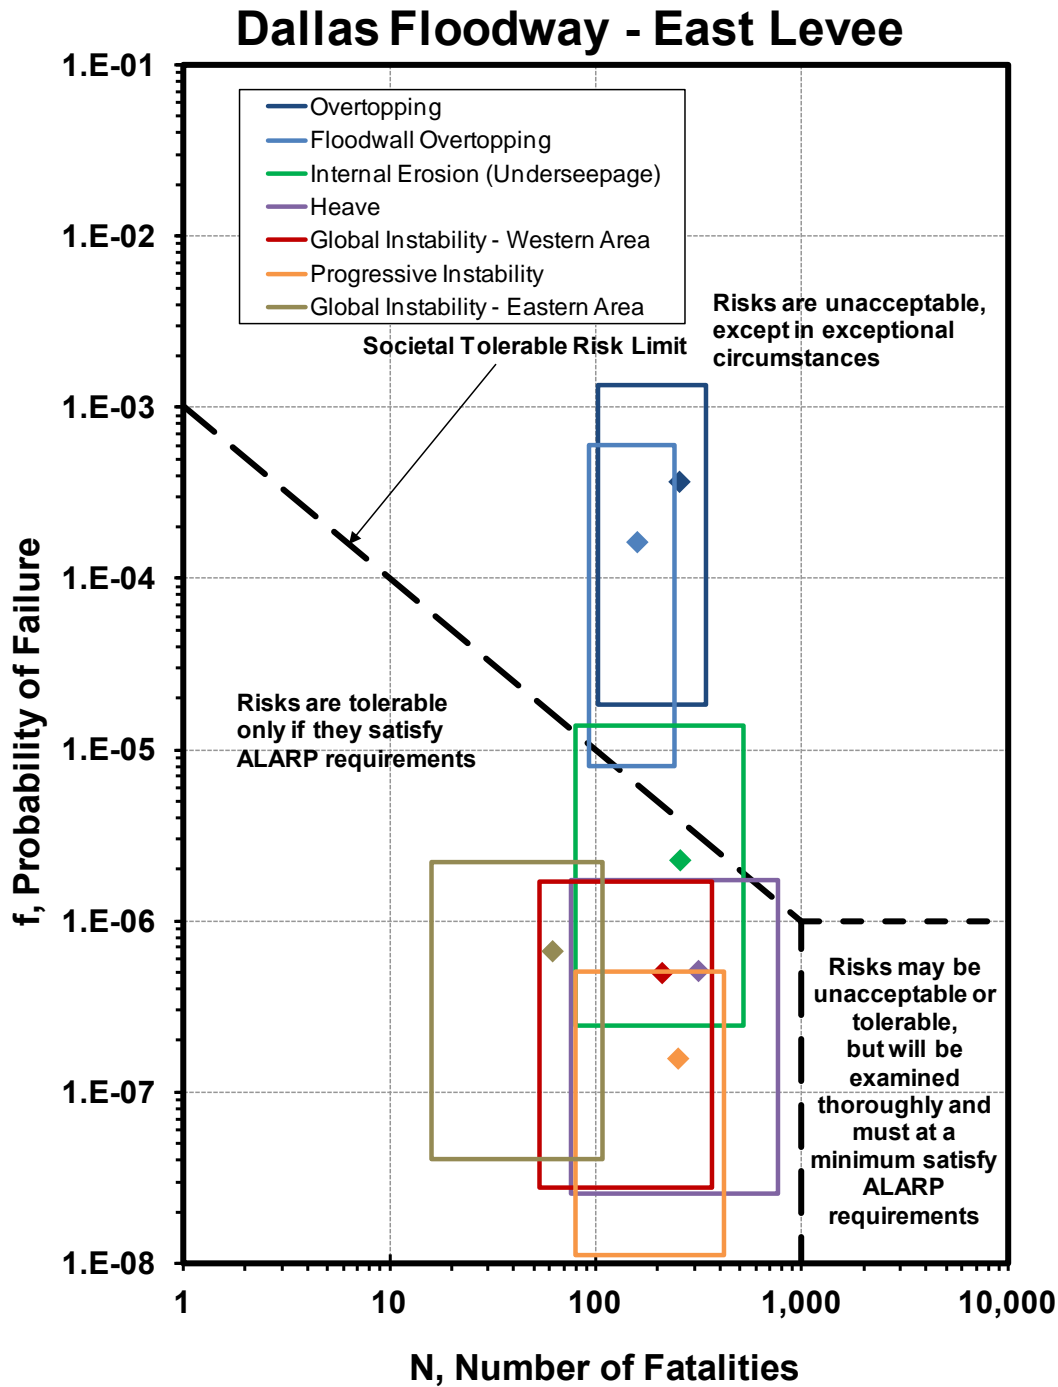 Dallas Floodway - East Levee
1.E-01
1.E-02
1.E-03
1.E-04
1.E-05
1.E-06
1.E-07
1.E-08
f, Probability of Failure
Overtopping
Floodwall Overtopping
Internal Erosion (Underseepage)
Heave
Global Instability - Western Area
Progressive Instability
Global Instability - Eastern Area
Societal Tolerable Risk Limit
Risks are unacceptable,
except in exceptional
circumstances
Risks are tolerable
only if they satisfy
ALARP requirements
Risks may be
unacceptable or
tolerable,
but will be
examined
thoroughly and
must at a
minimum satisfy
ALARP
requirements
1
10
100
1,000
10,000
N, Number of Fatalities